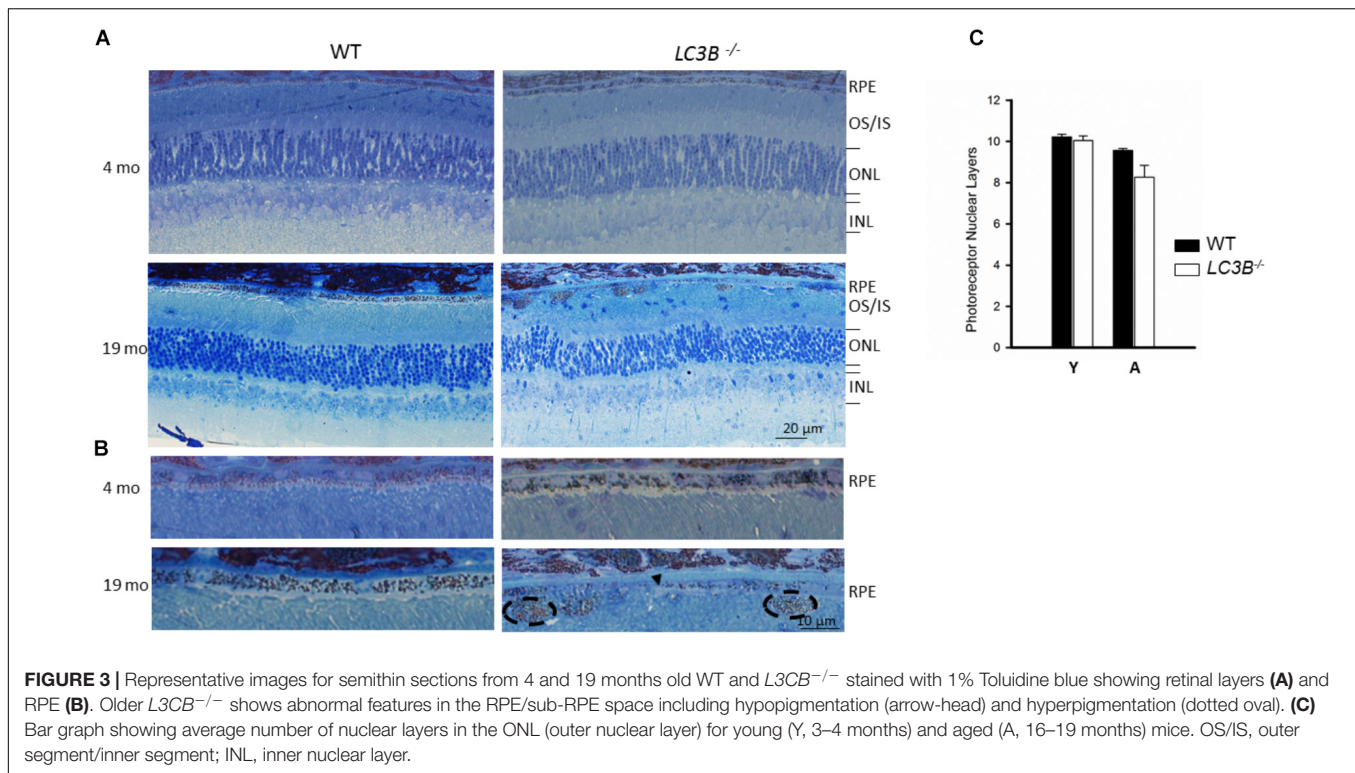 A
WT
LC3B -/-
RPE
OS/IS
4 mo
ONL
INL
RPE
OS/IS
19 mo
ONL
INL
20 µm
B
4 mo
RPE
19 mo
RPE
10 µm
C
12
10
8
6
4
2
0
Photoreceptor Nuclear Layers
Y
A
WT
LC3B-/-
FIGURE 3 | Representative images for semithin sections from 4 and 19 months old WT and L3CB−/− stained with 1% Toluidine blue showing retinal layers (A) and
RPE (B). Older L3CB−/− shows abnormal features in the RPE/sub-RPE space including hypopigmentation (arrow-head) and hyperpigmentation (dotted oval). (C)
Bar graph showing average number of nuclear layers in the ONL (outer nuclear layer) for young (Y, 3–4 months) and aged (A, 16–19 months) mice. OS/IS, outer
segment/inner segment; INL, inner nuclear layer.